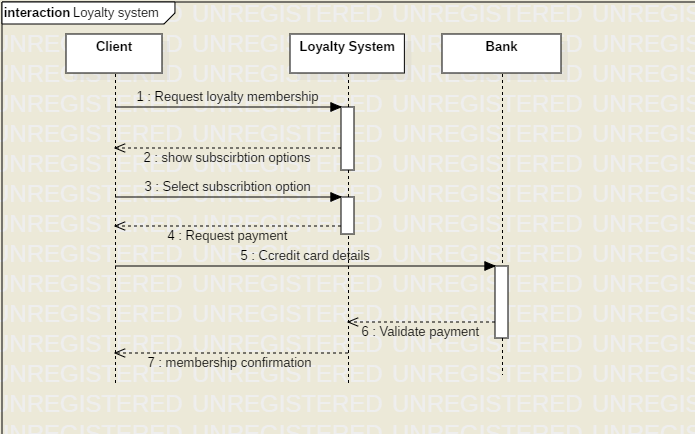 interaction Loyalty system
Client
Loyalty System
Bank
1 : Request loyalty membership
2 : show subscirbtion options
3 : Select subscribtion option
4 : Request payment
5 : Ccredit card details
6 : Validate payment
7 : membership confirmation
UNREGISTERED